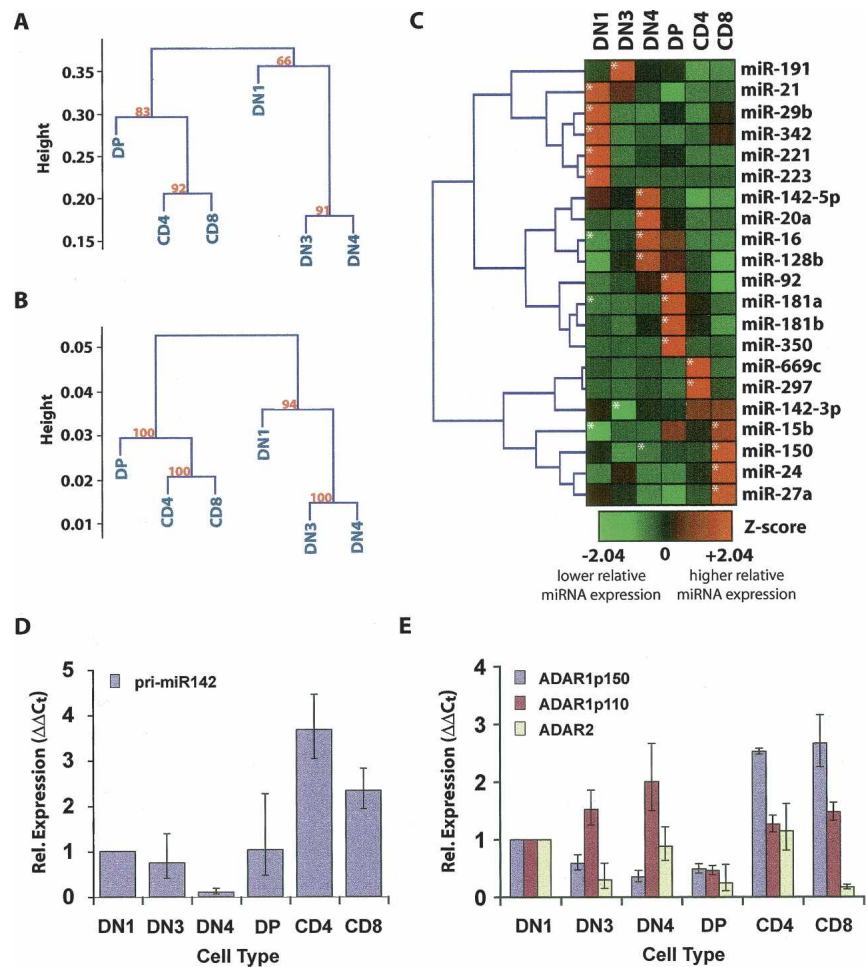 A
0.35
0.30
0.25
0.20
0.15
Height
66
83
92
91
DN1
DP
CD4
CD8
DN3
DN4
B
0.05
0.04
0.03
0.02
0.01
Height
94
100
100
100
DN1
DP
CD4
CD8
DN3
DN4
C
DN1 DN3 DN4 DP CD4 CD8
* miR-191
* miR-21
* miR-29b
* miR-342
* miR-221
* miR-223
* miR-142-5p
* miR-20a
* * miR-16
* miR-128b
* miR-92
* * miR-181a
* miR-181b
* miR-350
* miR-669c
* miR-297
* miR-142-3p
* * miR-15b
* * miR-150
* miR-24
* miR-27a
Z-score
-2.04 0 +2.04
lower relative miRNA expression
higher relative miRNA expression
D
pri-miR142
Rel. Expression (ΔΔCt)
5
4
3
2
1
0
DN1 DN3 DN4 DP CD4 CD8
Cell Type
E
ADAR1p150
ADAR1p110
ADAR2
Rel. Expression (ΔΔCt)
4
3
2
1
0
DN1 DN3 DN4 DP CD4 CD8
Cell Type